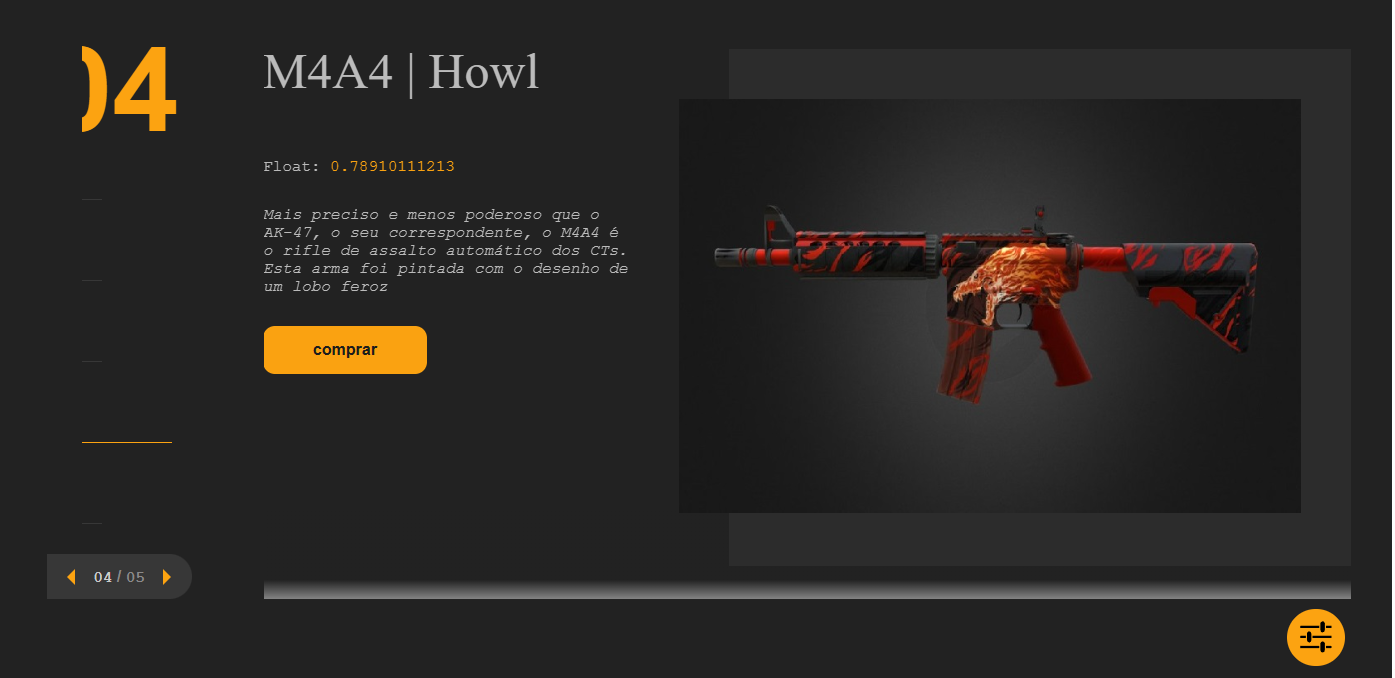 04
M4A4 | Howl
Float: 0.78910111213
Mais preciso e menos poderoso que o
AK-47, o seu correspondente, o M4A4 é
o rifle de assalto automático dos CTs.
Esta arma foi pintada com o desenho de
um lobo feroz
comprar
04 / 05